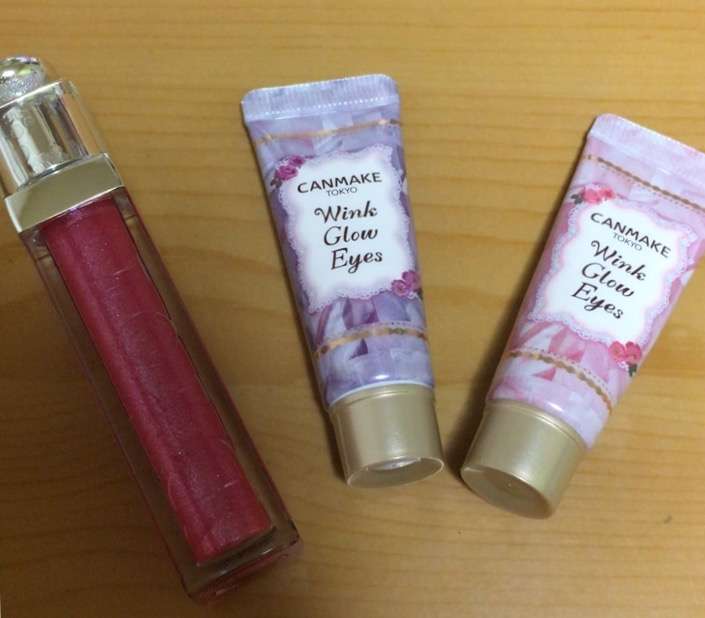 CANMAKE
TOKYO
Wink
Glow
Eyes
CANMAKE
TOKYO
Wink
Glow
Eyes